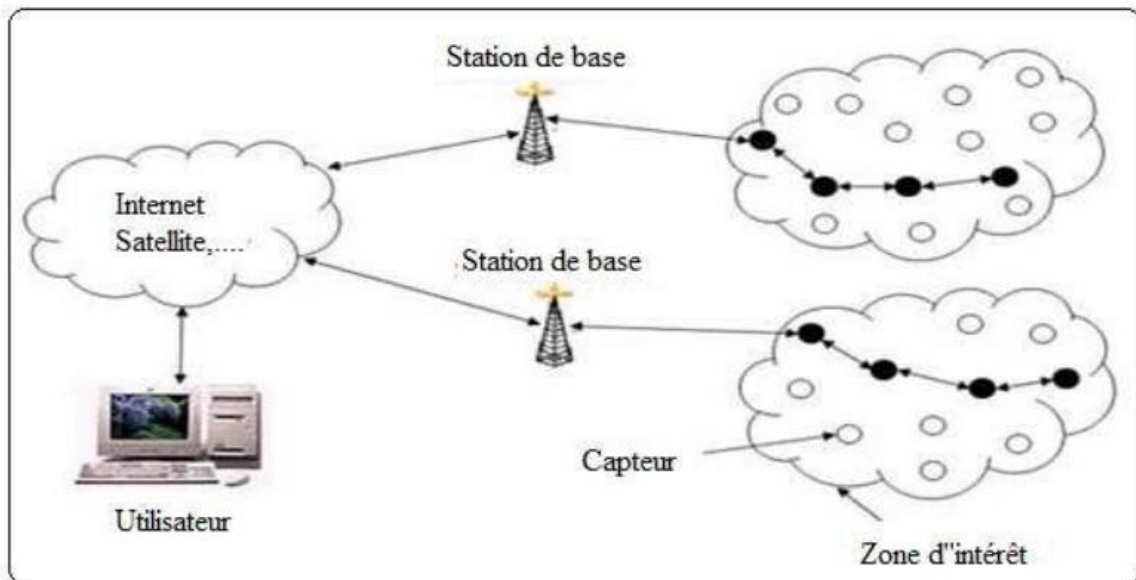 Station de base
Internet
Satellite,....
Station de base
Capteur
Utilisateur
Zone d"intérêt